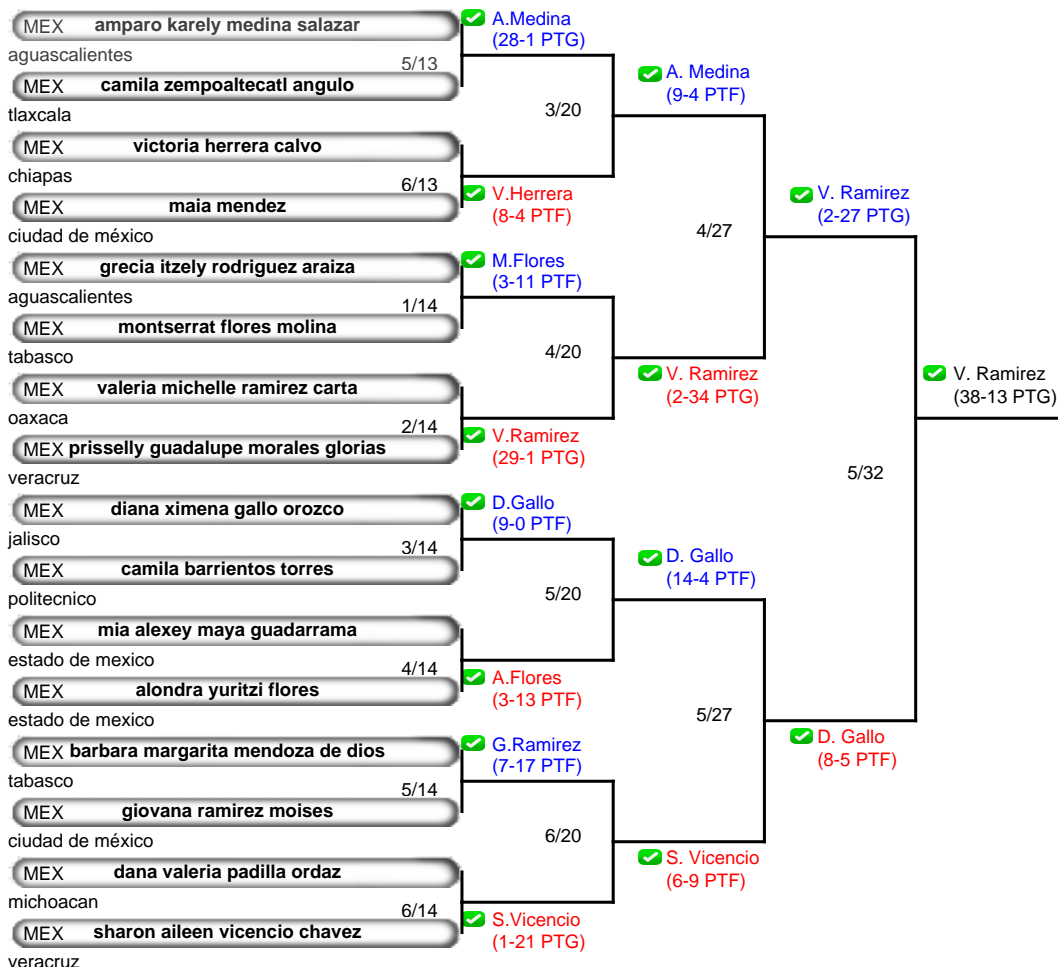 MEX amparo karely medina salazar
A.Medina
(28-1 PTG)
aguascalientes
5/13
MEX camila zempoaltecatl angulo
A. Medina
(9-4 PTF)
tlaxcala
3/20
MEX victoria herrera calvo
chiapas
6/13
MEX maia mendez
V.Herrera
(8-4 PTF)
V. Ramirez
(2-27 PTG)
ciudad de méxico
4/27
MEX grecia itzely rodriguez araiza
M.Flores
(3-11 PTF)
aguascalientes
1/14
MEX montserrat flores molina
tabasco
4/20
MEX valeria michelle ramirez carta
V. Ramirez
(2-34 PTG)
V. Ramirez
(38-13 PTG)
oaxaca
2/14
MEX prisselly guadalupe morales glorias
V.Ramirez
(29-1 PTG)
veracruz
5/32
MEX diana ximena gallo orozco
D.Gallo
(9-0 PTF)
jalisco
3/14
MEX camila barrientos torres
D. Gallo
(14-4 PTF)
politecnico
5/20
MEX mia alexey maya guadarrama
estado de mexico
4/14
MEX alondra yuritzi flores
A.Flores
(3-13 PTF)
estado de mexico
5/27
MEX barbara margarita mendoza de dios
G.Ramirez
(7-17 PTF)
D. Gallo
(8-5 PTF)
tabasco
5/14
MEX giovana ramirez moises
ciudad de méxico
6/20
MEX dana valeria padilla ordaz
S. Vicencio
(6-9 PTF)
michoacan
6/14
MEX sharon aileen vicencio chavez
S.Vicencio
(1-21 PTG)
veracruz